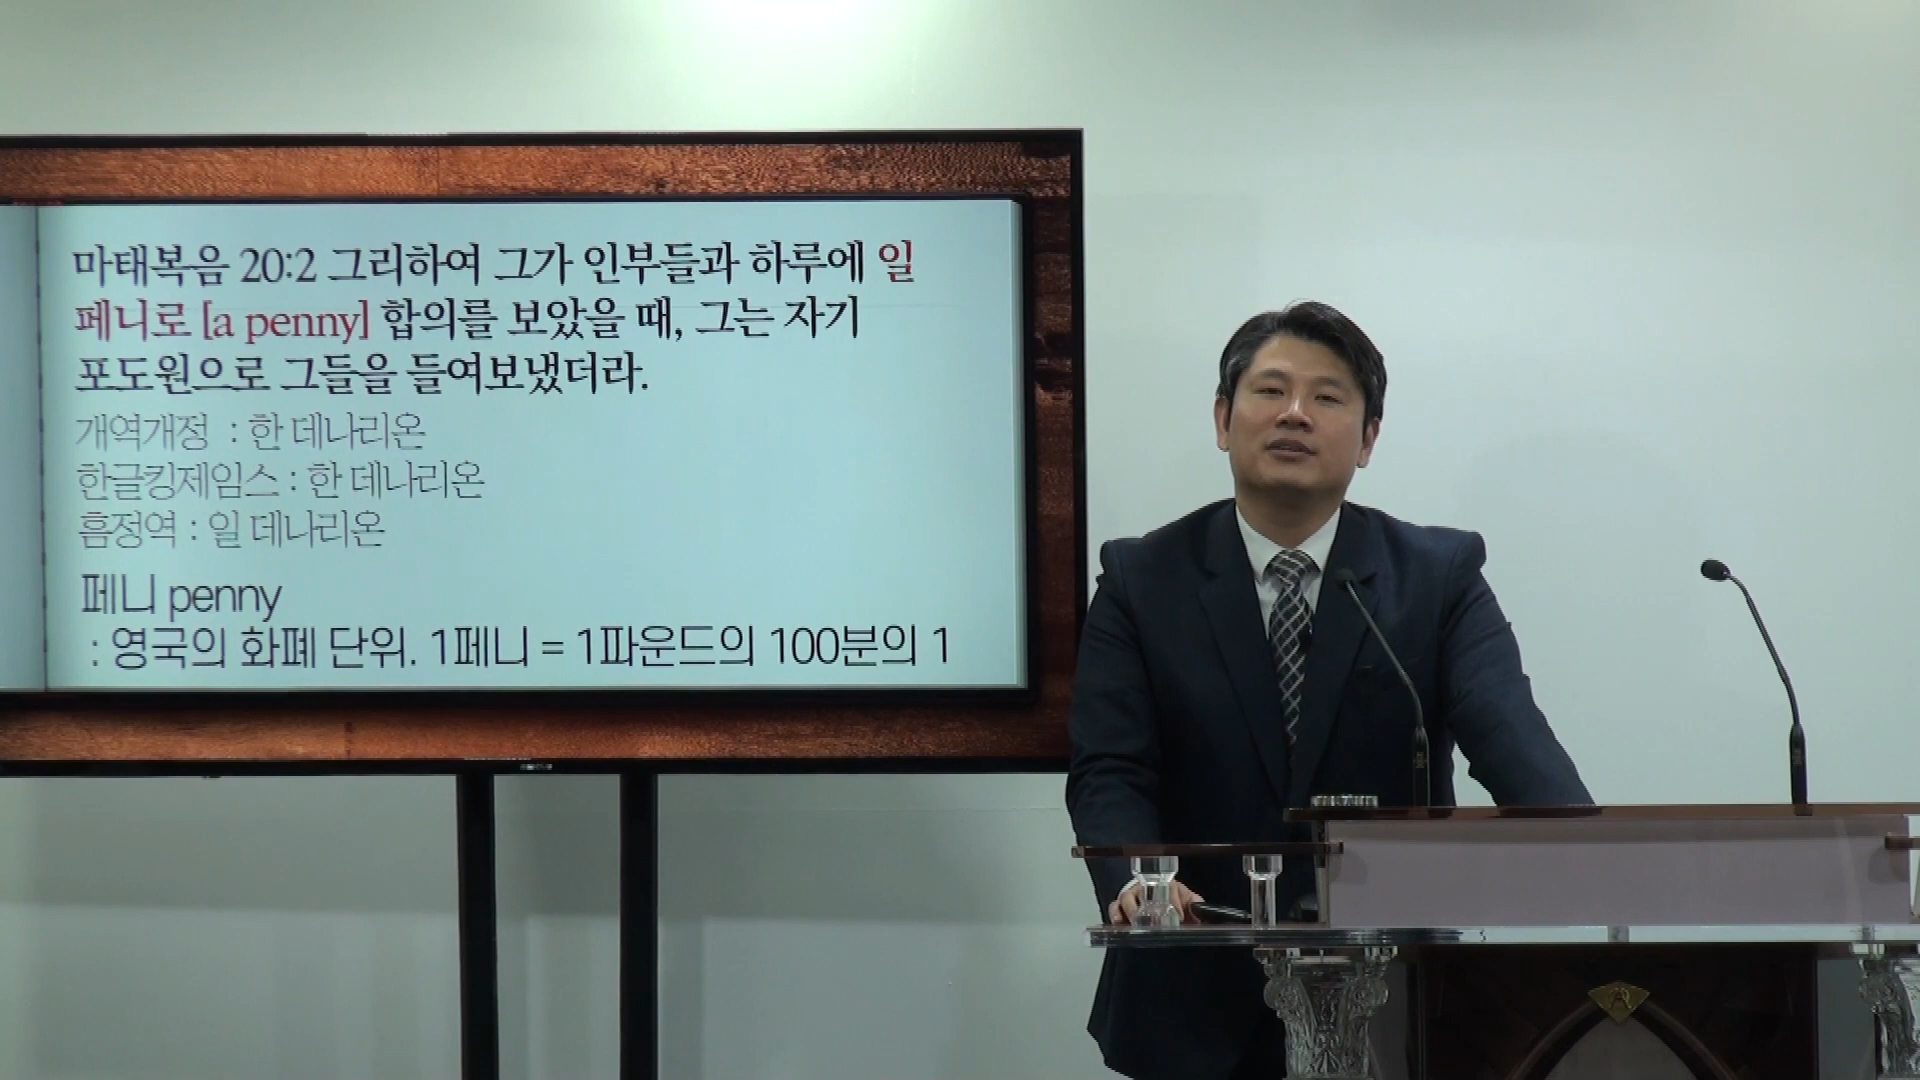 마태복음 20:2 그리하여 그가 인부들과 하루에 일
페니로 [a penny] 합의를 보았을 때, 그는 자기
포도원으로 그들을 들여보냈더라.
개역개정 : 한 데나리온
한글킹제임스 : 한 데나리온
흠정역 : 일 데나리온
페니 penny
: 영국의 화폐 단위. 1페니 = 1파운드의 100분의 1